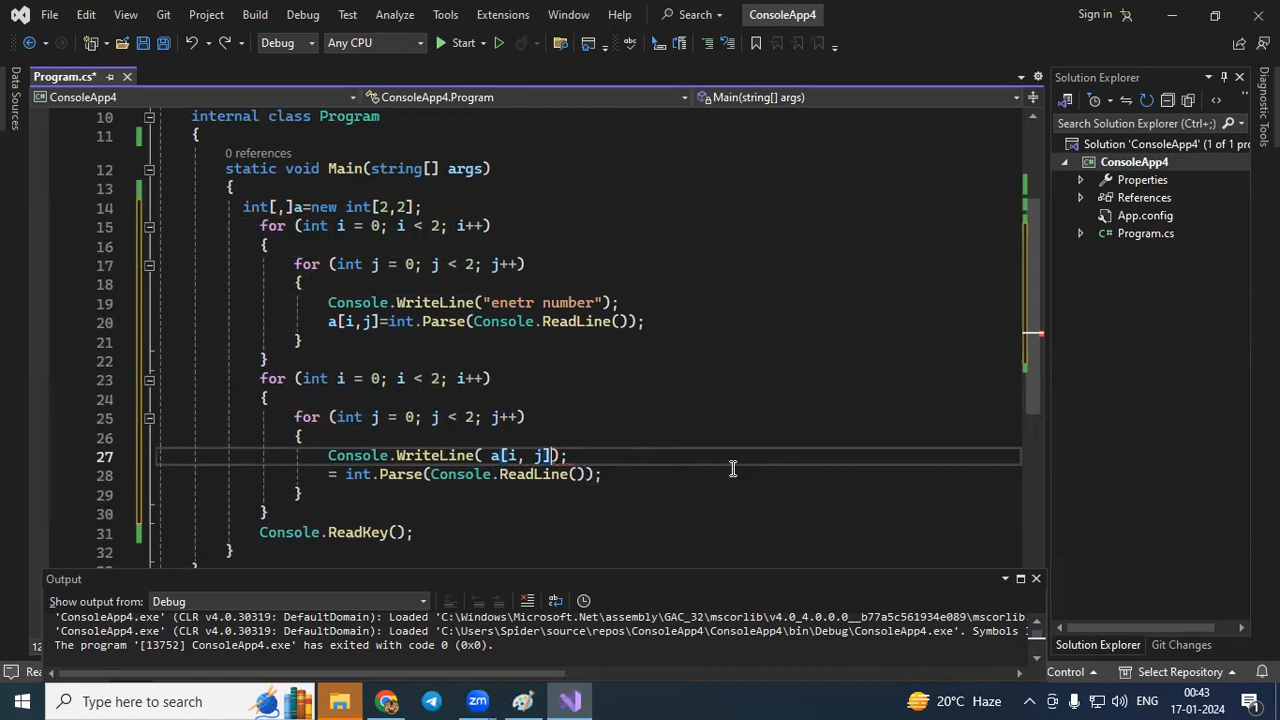 File Edit View Git Project Build Debug Test Analyze Tools Extensions Window Help Search ConsoleApp4 Sign in
Debug Any CPU Start
Data Sources
Program.cs*
ConsoleApp4 ConsoleApp4.Program Main(string[] args)
10 internal class Program
11 {
0 references
12 static void Main(string[] args)
13 {
14 int[,]a=new int[2,2];
15 for (int i = 0; i < 2; i++)
16 {
17 for (int j = 0; j < 2; j++)
18 {
19 Console.WriteLine("enetr number");
20 a[i,j]=int.Parse(Console.ReadLine());
21 }
22 }
23 for (int i = 0; i < 2; i++)
24 {
25 for (int j = 0; j < 2; j++)
26 {
27 Console.WriteLine( a[i, j]);
28 = int.Parse(Console.ReadLine());
29 }
30 }
31 Console.ReadKey();
32 }
Solution Explorer
Search Solution Explorer (Ctrl+;)
Solution 'ConsoleApp4' (1 of 1 pro
ConsoleApp4
Properties
References
App.config
Program.cs
Solution Explorer Git Changes
Diagnostic Tools
Output
Show output from: Debug
'ConsoleApp4.exe' (CLR v4.0.30319: DefaultDomain): Loaded 'C:\Windows\Microsoft.Net\assembly\GAC_32\mscorlib\v4.0_4.0.0.0__b77a5c561934e089\mscorlib
'ConsoleApp4.exe' (CLR v4.0.30319: DefaultDomain): Loaded 'C:\Users\Spider\source\repos\ConsoleApp4\ConsoleApp4\bin\Debug\ConsoleApp4.exe'. Symbols
The program '[13752] ConsoleApp4.exe' has exited with code 0 (0x0).
Rea Control Select Repository
Type here to search
20°C Haze ENG
00:43
17-01-2024
1